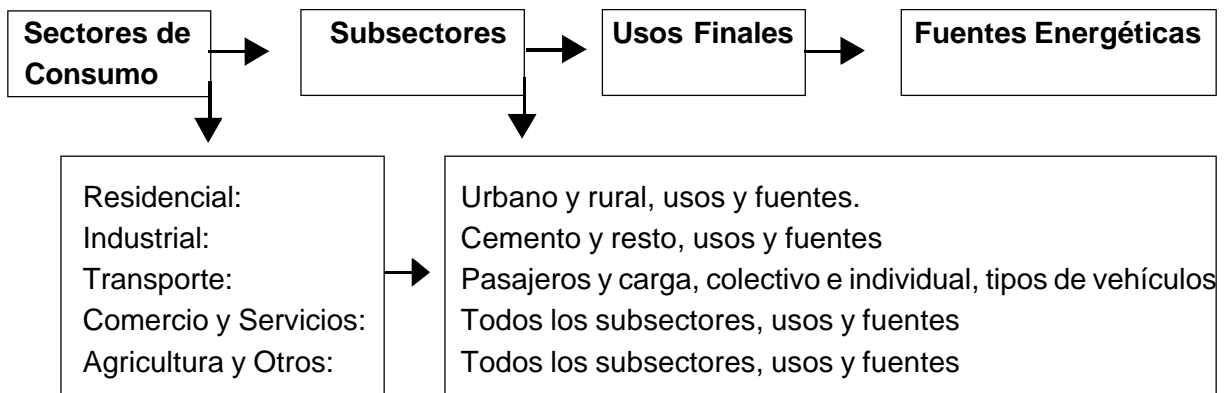 Sectores de
Consumo
Subsectores
Usos Finales
Fuentes Energéticas
Residencial:
Industrial:
Transporte:
Comercio y Servicios:
Agricultura y Otros:
Urbano y rural, usos y fuentes.
Cemento y resto, usos y fuentes
Pasajeros y carga, colectivo e individual, tipos de vehículos
Todos los subsectores, usos y fuentes
Todos los subsectores, usos y fuentes